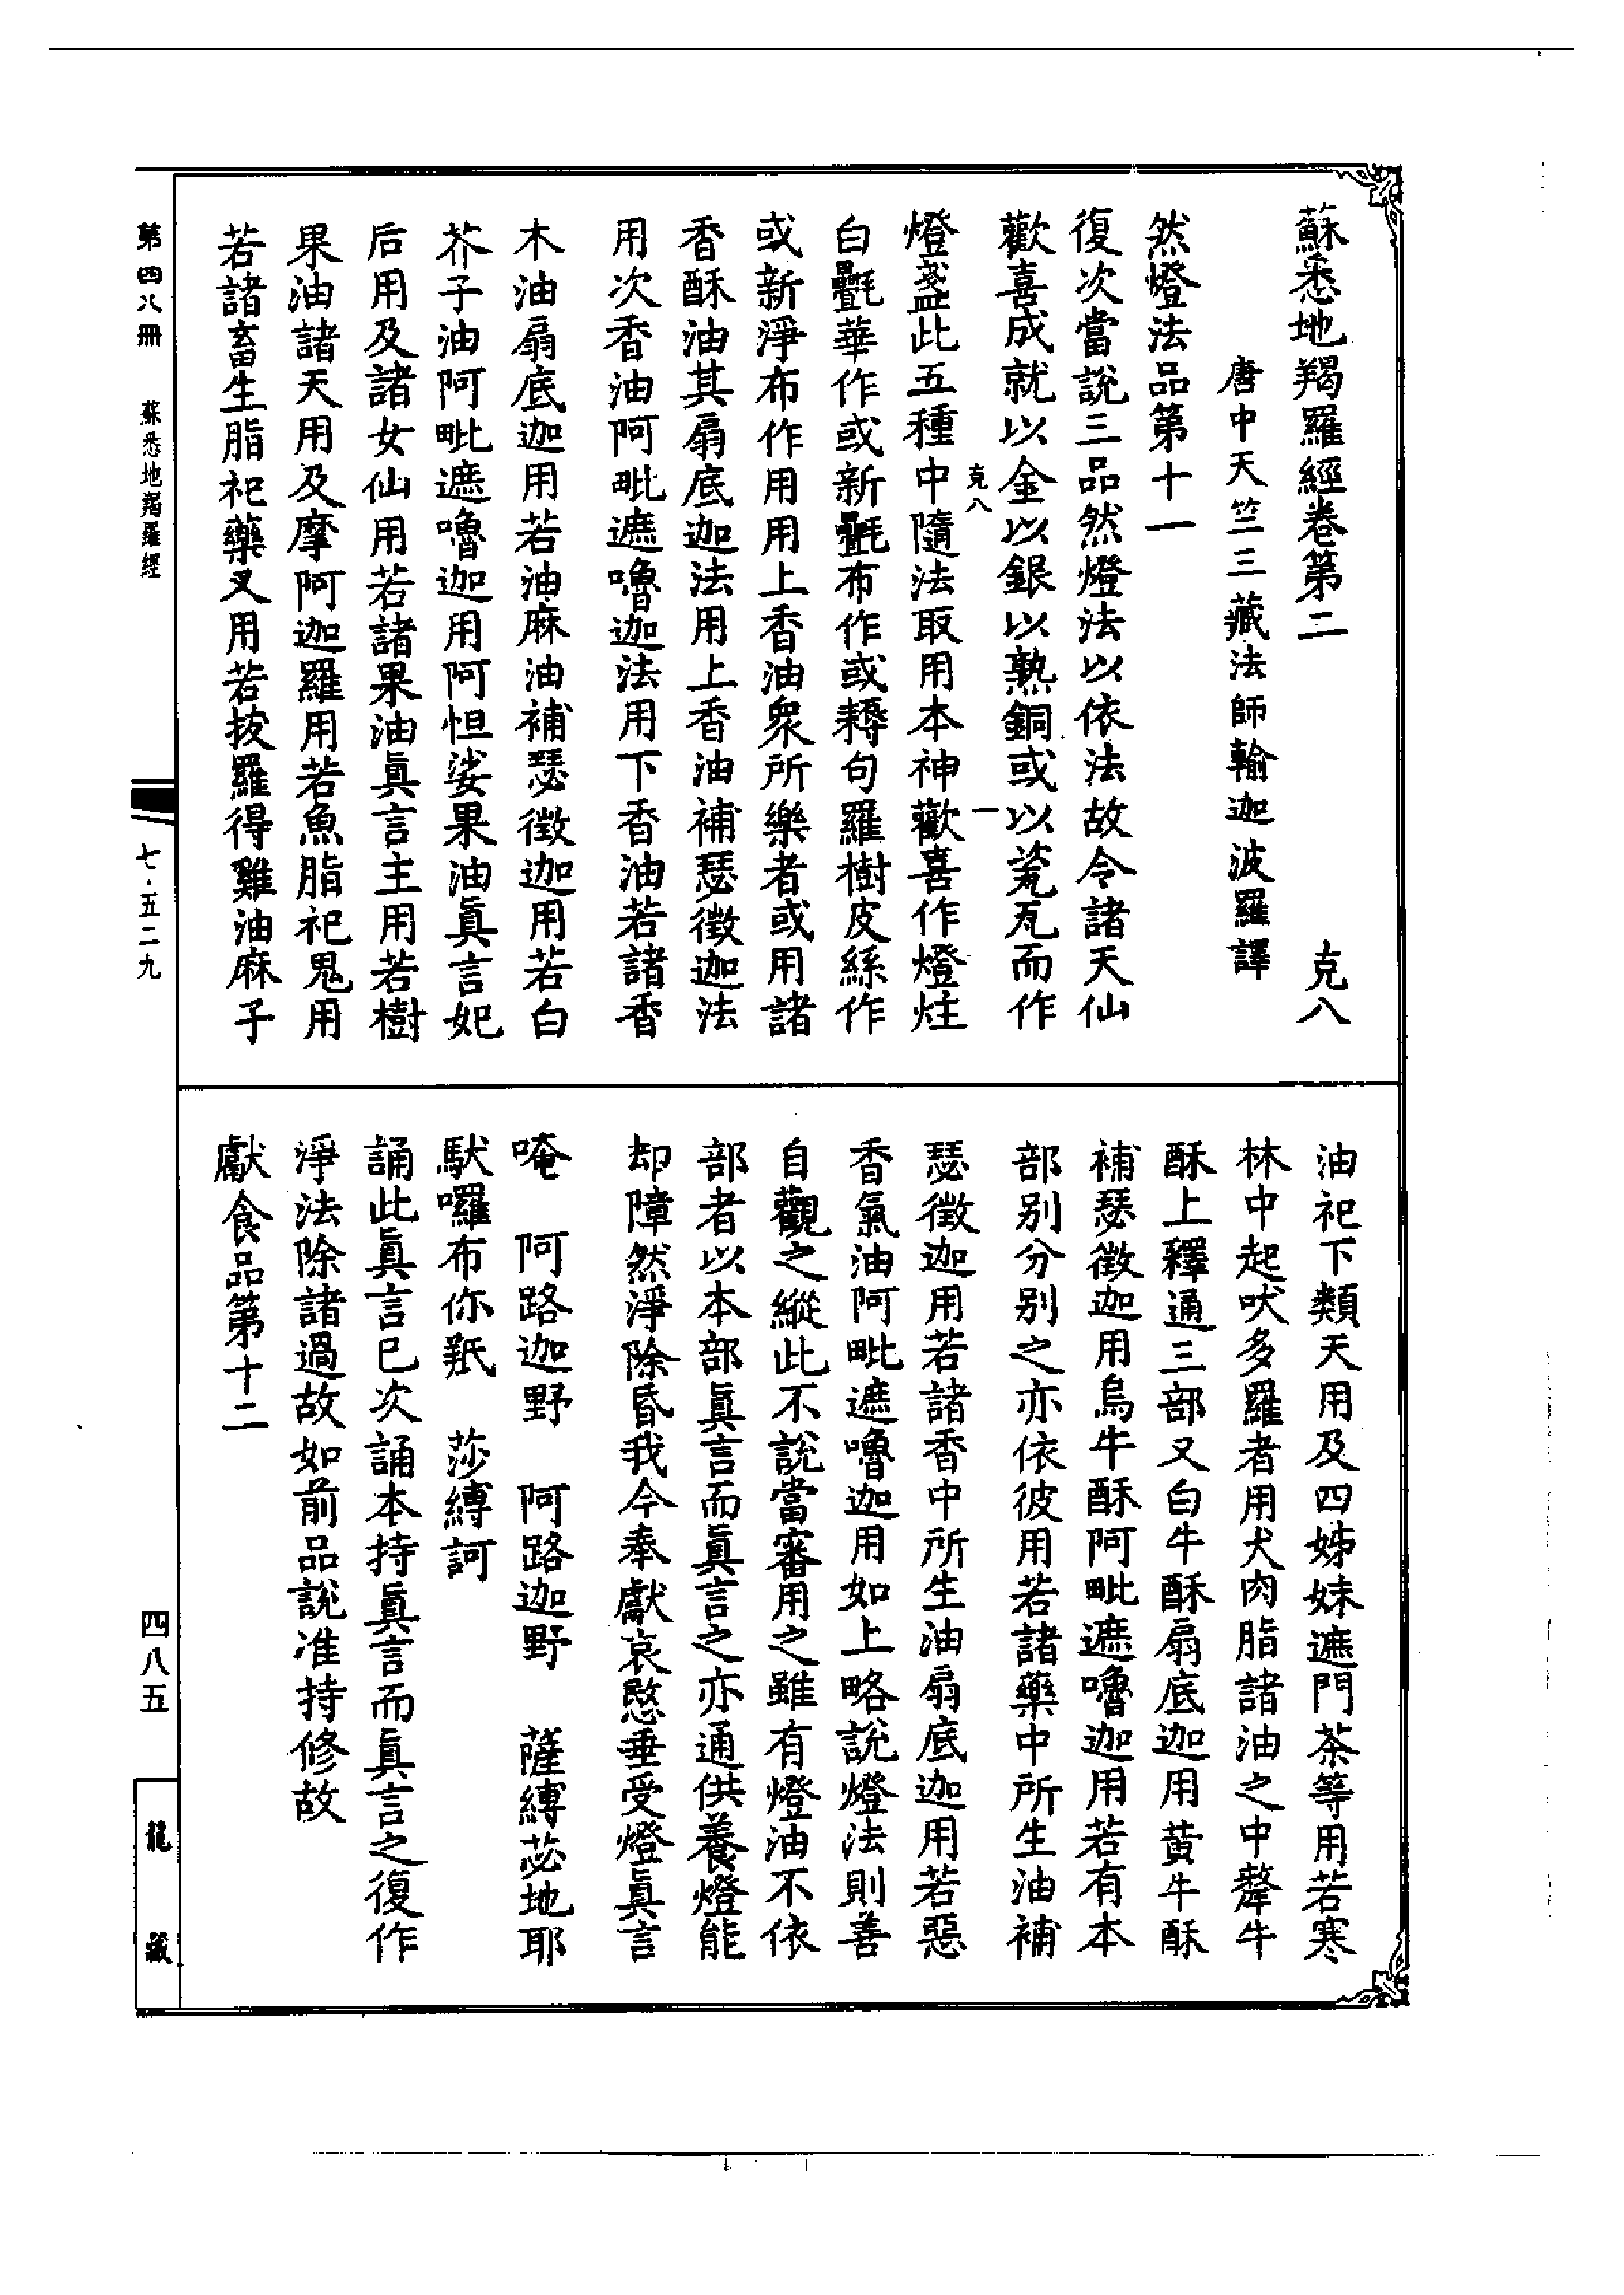 蘇悉地羯羅經卷第二 克八
唐中天竺三藏法師輸迦波羅譯
然燈法品第十一
復次當說三品然燈法以依法故令諸天仙
歡喜成就以金以銀以熟銅或以瓷瓦而作
克八 一
燈盞此五種中隨法取用本神歡喜作燈炷
白氎華作或新氎布作或耨句羅樹皮絲作
或新淨布作用用上香油眾所樂者或用諸
香酥油其扇底迦法用上香油補瑟徵迦法
用次香油阿毗遮嚕迦法用下香油若諸香
木油扇底迦用若油麻油補瑟徵迦用若白
芥子油阿毗遮嚕迦用阿怛娑果油眞言妃
后用及諸女仙用若諸果油眞言主用若樹
果油諸天用及摩阿迦羅用若魚脂祀鬼用
若諸畜生脂祀藥叉用若拔羅得雞油麻子
油祀下類天用及四姊妹遮門茶等用若寒
林中起吠多羅者用犬肉脂諸油之中犛牛
酥上釋通三部又白牛酥扇底迦用黃牛酥
補瑟徵迦用烏牛酥阿毗遮嚕迦用若有本
部別分別之亦依彼用若諸藥中所生油補
瑟徵迦用若諸香中所生油扇底迦用若惡
香氣油阿毗遮嚕迦用如上略說燈法則善
自觀之縱此不說當審用之雖有燈油不依
部者以本部眞言而眞言之亦通供養燈能
却障然淨除昏我今奉獻哀愍垂受燈眞言
唵 阿路迦野 阿路迦野 薩縛苾地耶
馱囉布你羝 莎縛訶
誦此眞言已次誦本持眞言而眞言之復作
淨法除諸過故如前品說准持修故
獻食品第十二
第四八冊 蘇悉地羯羅經
七·五二九
四八五
龍藏